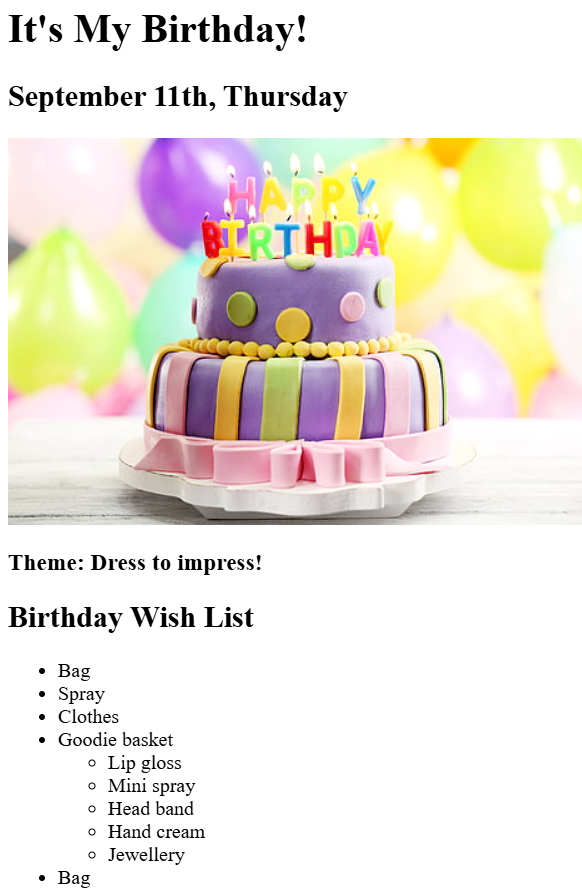 It's My Birthday!
September 11th, Thursday
HAPPY
BIRTHDAY
Theme: Dress to impress!
Birthday Wish List
Bag
Spray
Clothes
Goodie basket
Lip gloss
Mini spray
Head band
Hand cream
Jewellery
Bag